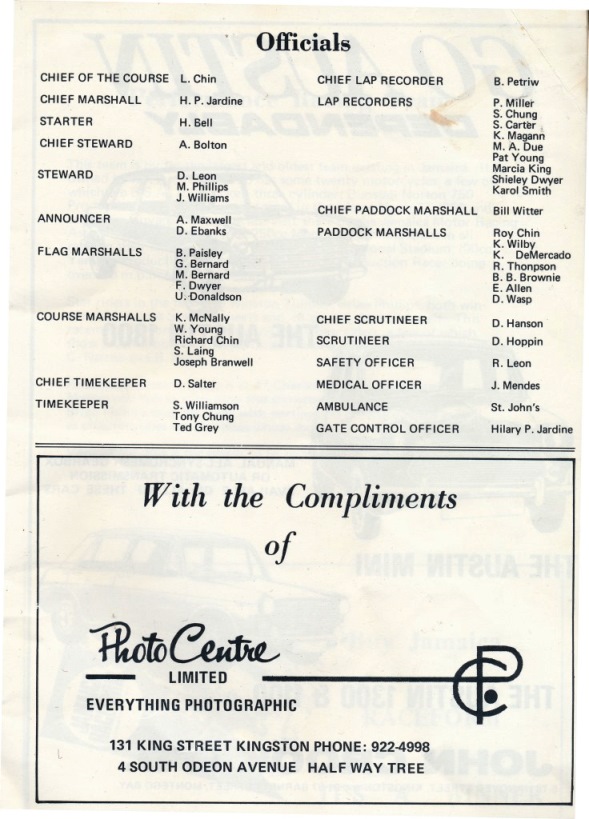 Officials
CHIEF OF THE COURSE L. Chin
CHIEF MARSHALL H. P. Jardine
STARTER H. Bell
CHIEF STEWARD A. Bolton
STEWARD D. Leon
M. Phillips
J. Williams
ANNOUNCER A. Maxwell
D. Ebanks
FLAG MARSHALLS B. Paisley
G. Bernard
M. Bernard
F. Dwyer
U. Donaldson
COURSE MARSHALLS K. McNally
W. Young
Richard Chin
S. Laing
Joseph Branwell
CHIEF TIMEKEEPER D. Salter
TIMEKEEPER S. Williamson
Tony Chung
Ted Grey
CHIEF LAP RECORDER B. Petriw
LAP RECORDERS P. Miller
S. Chung
S. Carter
K. Magann
M. A. Due
Pat Young
Marcia King
Shieley Dwyer
Karol Smith
CHIEF PADDOCK MARSHALL Bill Witter
PADDOCK MARSHALLS Roy Chin
K. Wilby
K. DeMercado
R. Thonpson
B. B. Brownie
E. Allen
D. Wasp
CHIEF SCRUTINEER D. Hanson
SCRUTINEER D. Hoppin
SAFETY OFFICER R. Leon
MEDICAL OFFICER J. Mendes
AMBULANCE St. John's
GATE CONTROL OFFICER Hilary P. Jardine
With the Compliments
of
Photo Centre
LIMITED
EVERYTHING PHOTOGRAPHIC
131 KING STREET KINGSTON PHONE: 922-4998
4 SOUTH ODEON AVENUE HALF WAY TREE